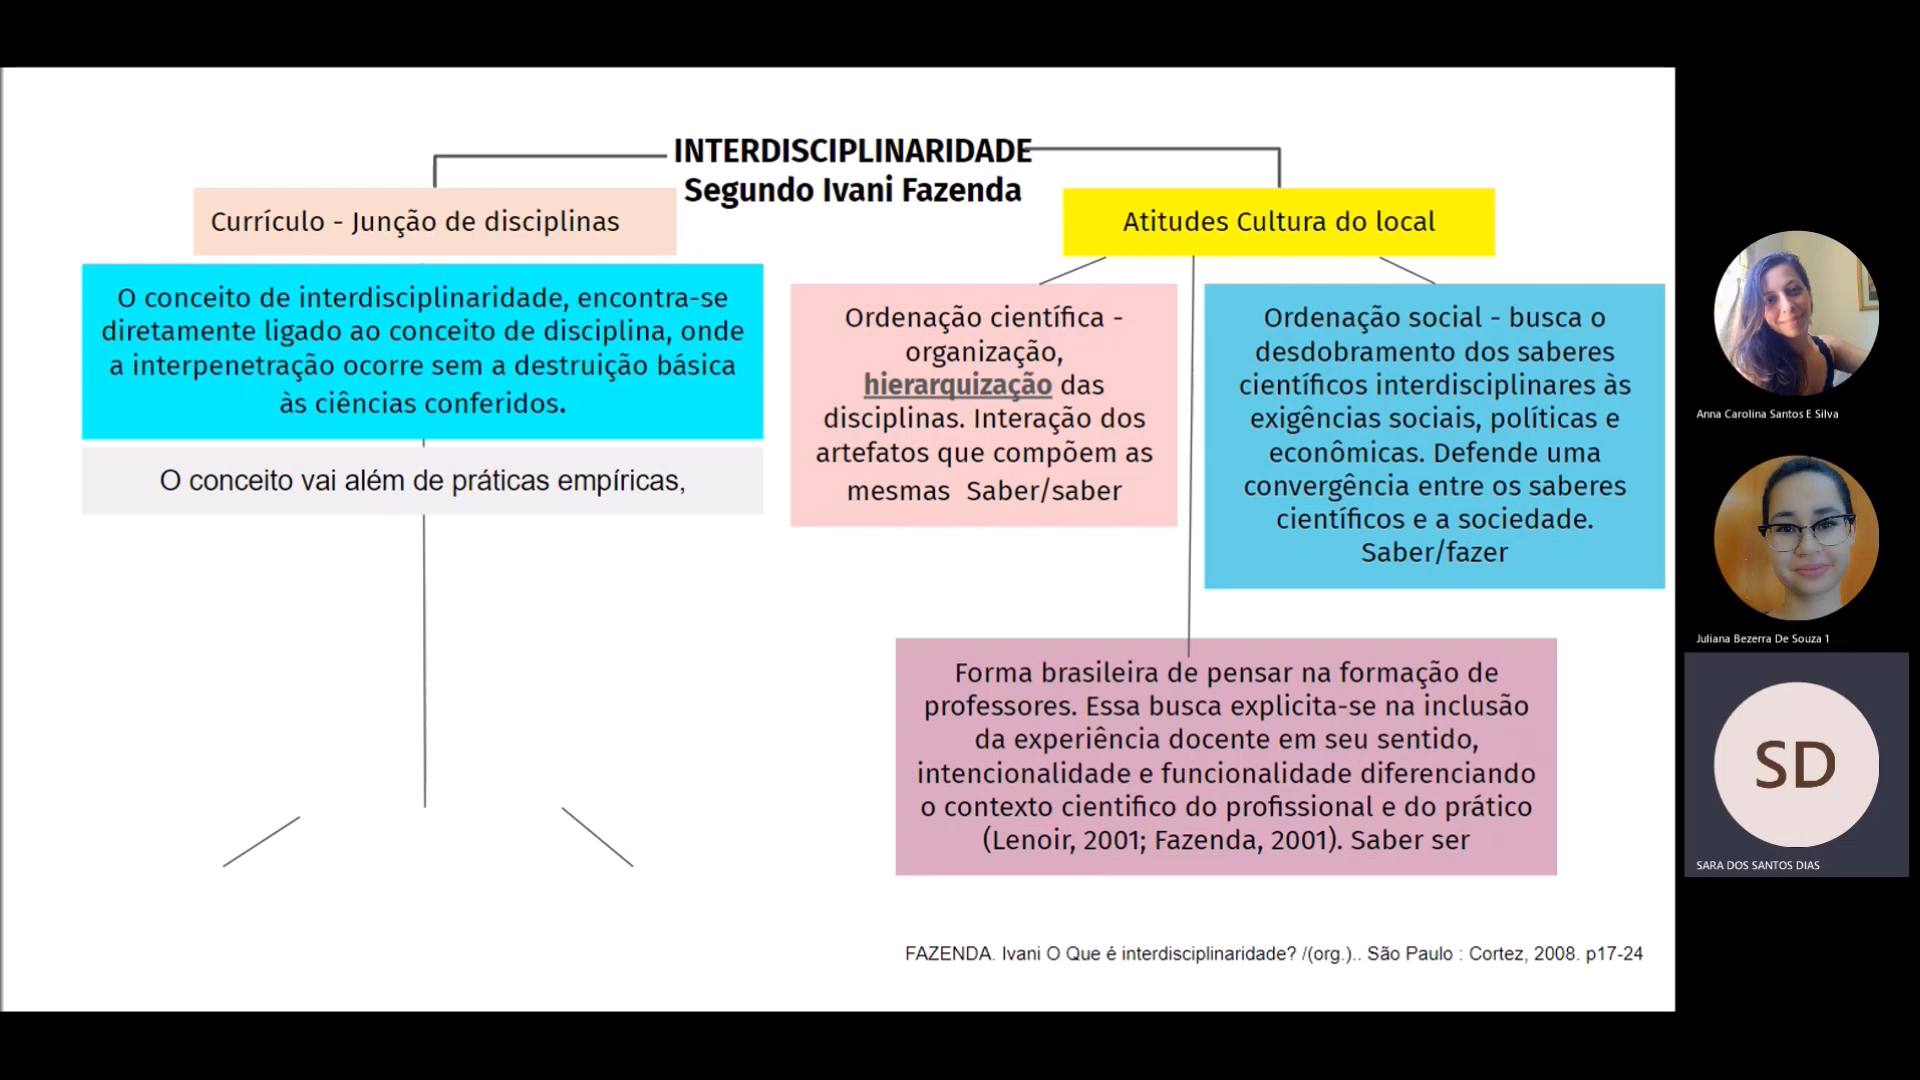 INTERDISCIPLINARIDADE
Segundo Ivani Fazenda
Currículo - Junção de disciplinas
O conceito de interdisciplinaridade, encontra-se
diretamente ligado ao conceito de disciplina, onde
a interpenetração ocorre sem a destruição básica
às ciências conferidos.
O conceito vai além de práticas empíricas,
Atitudes Cultura do local
Ordenação científica -
organização,
hierarquização das
disciplinas. Interação dos
artefatos que compõem as
mesmas Saber/saber
Ordenação social - busca o
desdobramento dos saberes
científicos interdisciplinares às
exigências sociais, políticas e
econômicas. Defende uma
convergência entre os saberes
científicos e a sociedade.
Saber/fazer
Forma brasileira de pensar na formação de
professores. Essa busca explicita-se na inclusão
da experiência docente em seu sentido,
intencionalidade e funcionalidade diferenciando
o contexto cientifico do profissional e do prático
(Lenoir, 2001; Fazenda, 2001). Saber ser
FAZENDA. Ivani O Que é interdisciplinaridade? /(org.).. São Paulo : Cortez, 2008. p17-24
Anna Carolina Santos E Silva
Juliana Bezerra De Souza 1
SD
SARA DOS SANTOS DIAS